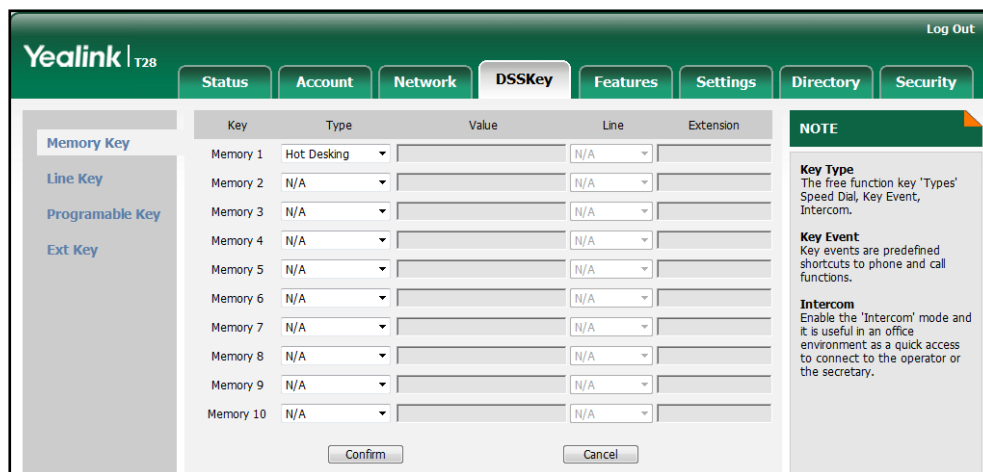 Log Out
Yealink | T28
Status Account Network DSSKey Features Settings Directory Security
Memory Key
Line Key
Programable Key
Ext Key
Key Type Value Line Extension
Memory 1 Hot Desking N/A
Memory 2 N/A N/A
Memory 3 N/A N/A
Memory 4 N/A N/A
Memory 5 N/A N/A
Memory 6 N/A N/A
Memory 7 N/A N/A
Memory 8 N/A N/A
Memory 9 N/A N/A
Memory 10 N/A N/A
Confirm Cancel
NOTE
Key Type
The free function key 'Types'
Speed Dial, Key Event,
Intercom.
Key Event
Key events are predefined
shortcuts to phone and call
functions.
Intercom
Enable the 'Intercom' mode and
it is useful in an office
environment as a quick access
to connect to the operator or
the secretary.